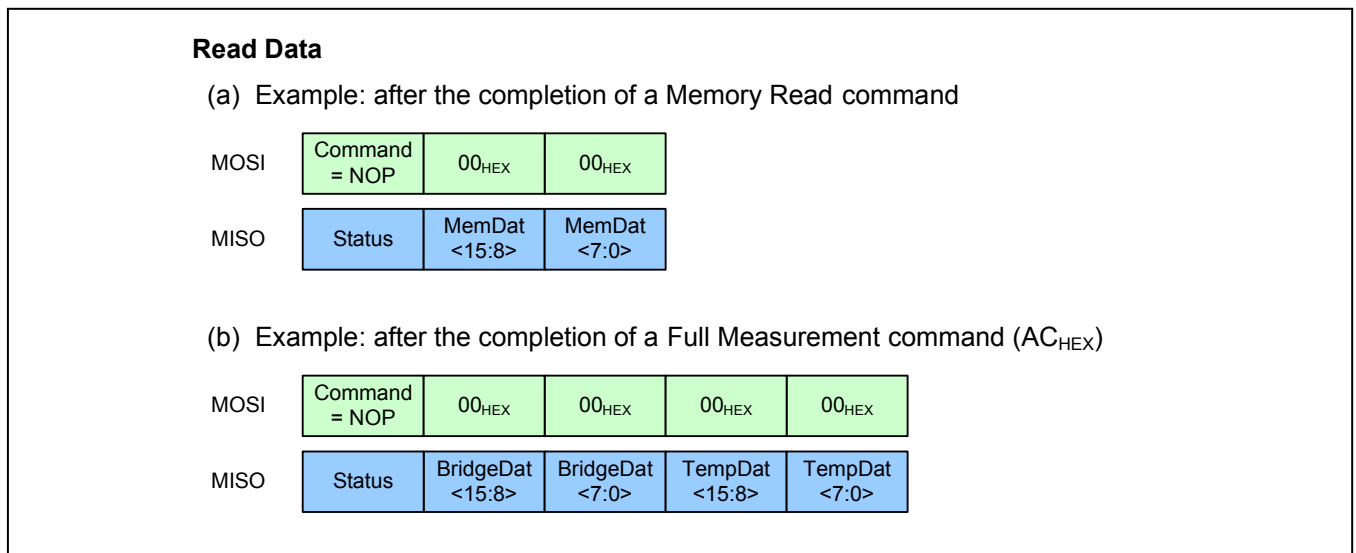 Read Data
(a) Example: after the completion of a Memory Read command
MOSI
Command
= NOP
00HEX
00HEX
MISO
Status
MemDat
<15:8>
MemDat
<7:0>
(b) Example: after the completion of a Full Measurement command (ACHEX)
MOSI
Command
= NOP
00HEX
00HEX
00HEX
00HEX
MISO
Status
BridgeDat
<15:8>
BridgeDat
<7:0>
TempDat
<15:8>
TempDat
<7:0>